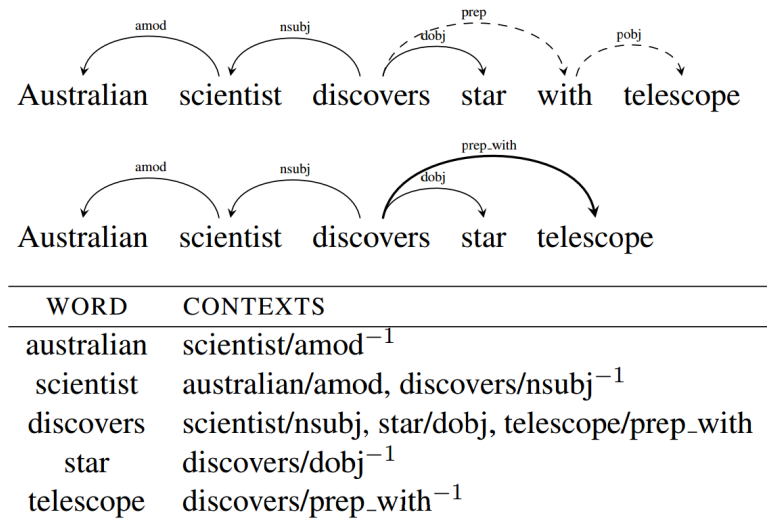 prep
amod nsubj dobj pobj
Australian scientist discovers star with telescope
prep_with
amod nsubj dobj
Australian scientist discovers star telescope
WORD CONTEXTS
australian scientist/amod⁻¹
scientist australian/amod, discovers/nsubj⁻¹
discovers scientist/nsubj, star/dobj, telescope/prep_with
star discovers/dobj⁻¹
telescope discovers/prep_with⁻¹